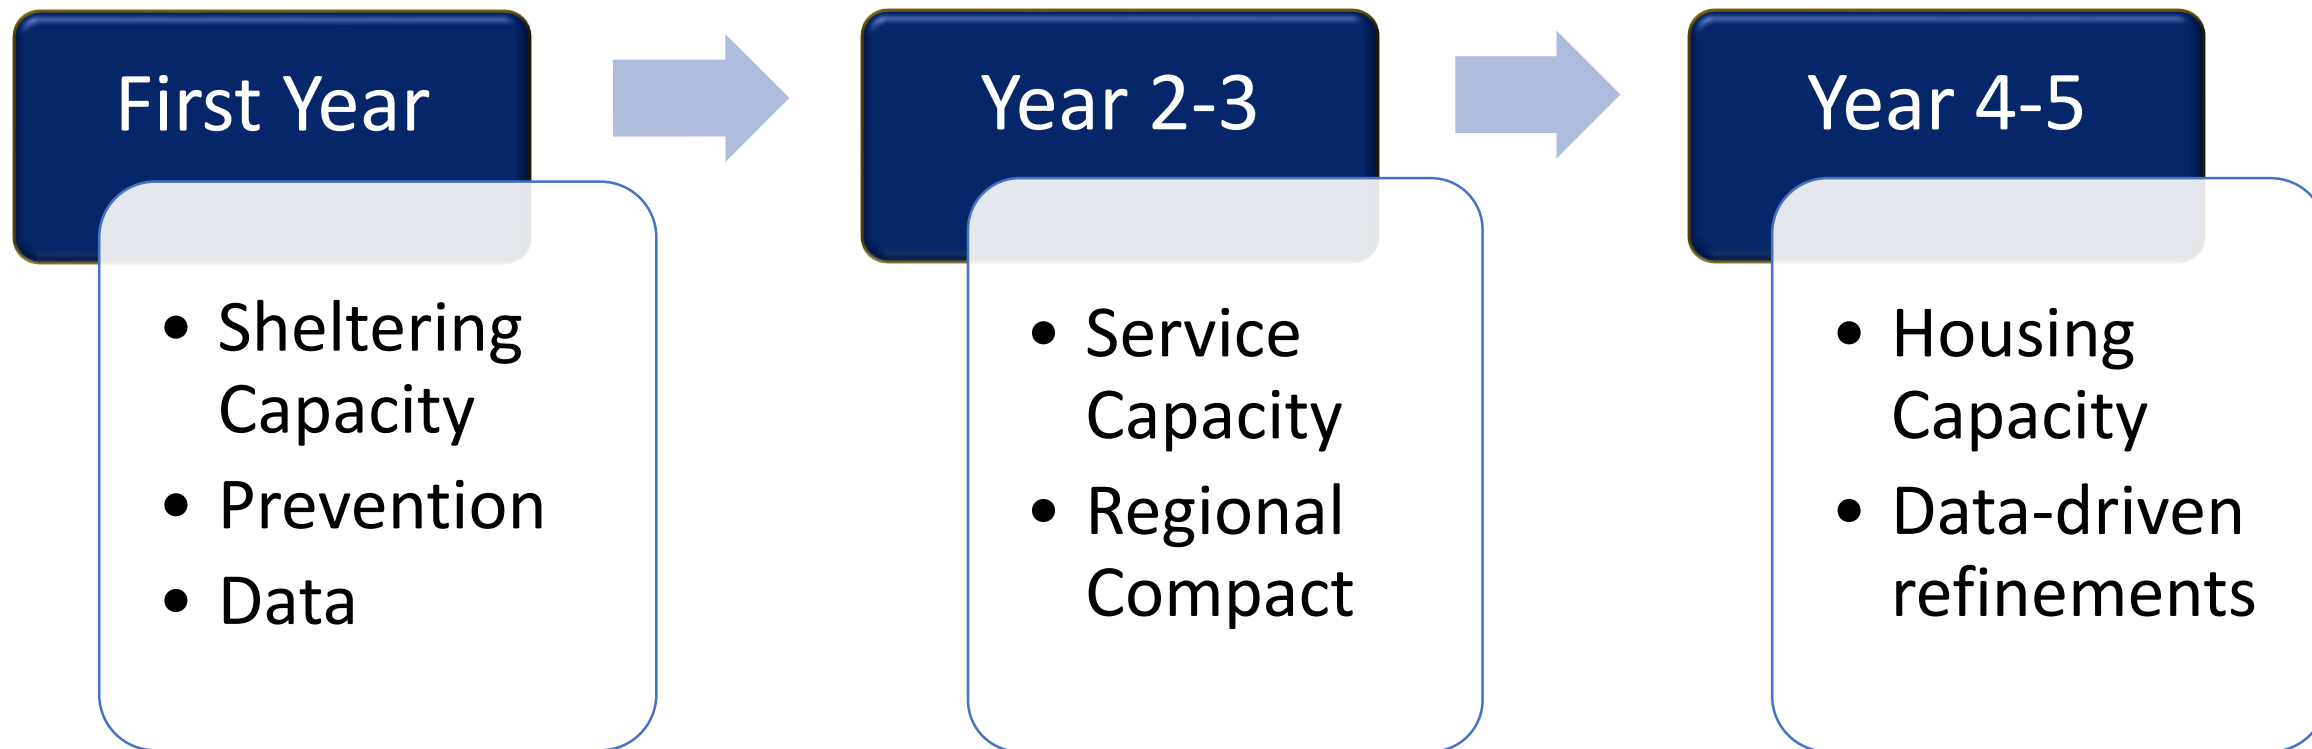 First Year
• Sheltering
Capacity
• Prevention
• Data
Year 2-3
• Service
Capacity
• Regional
Compact
Year 4-5
• Housing
Capacity
• Data-driven
refinements